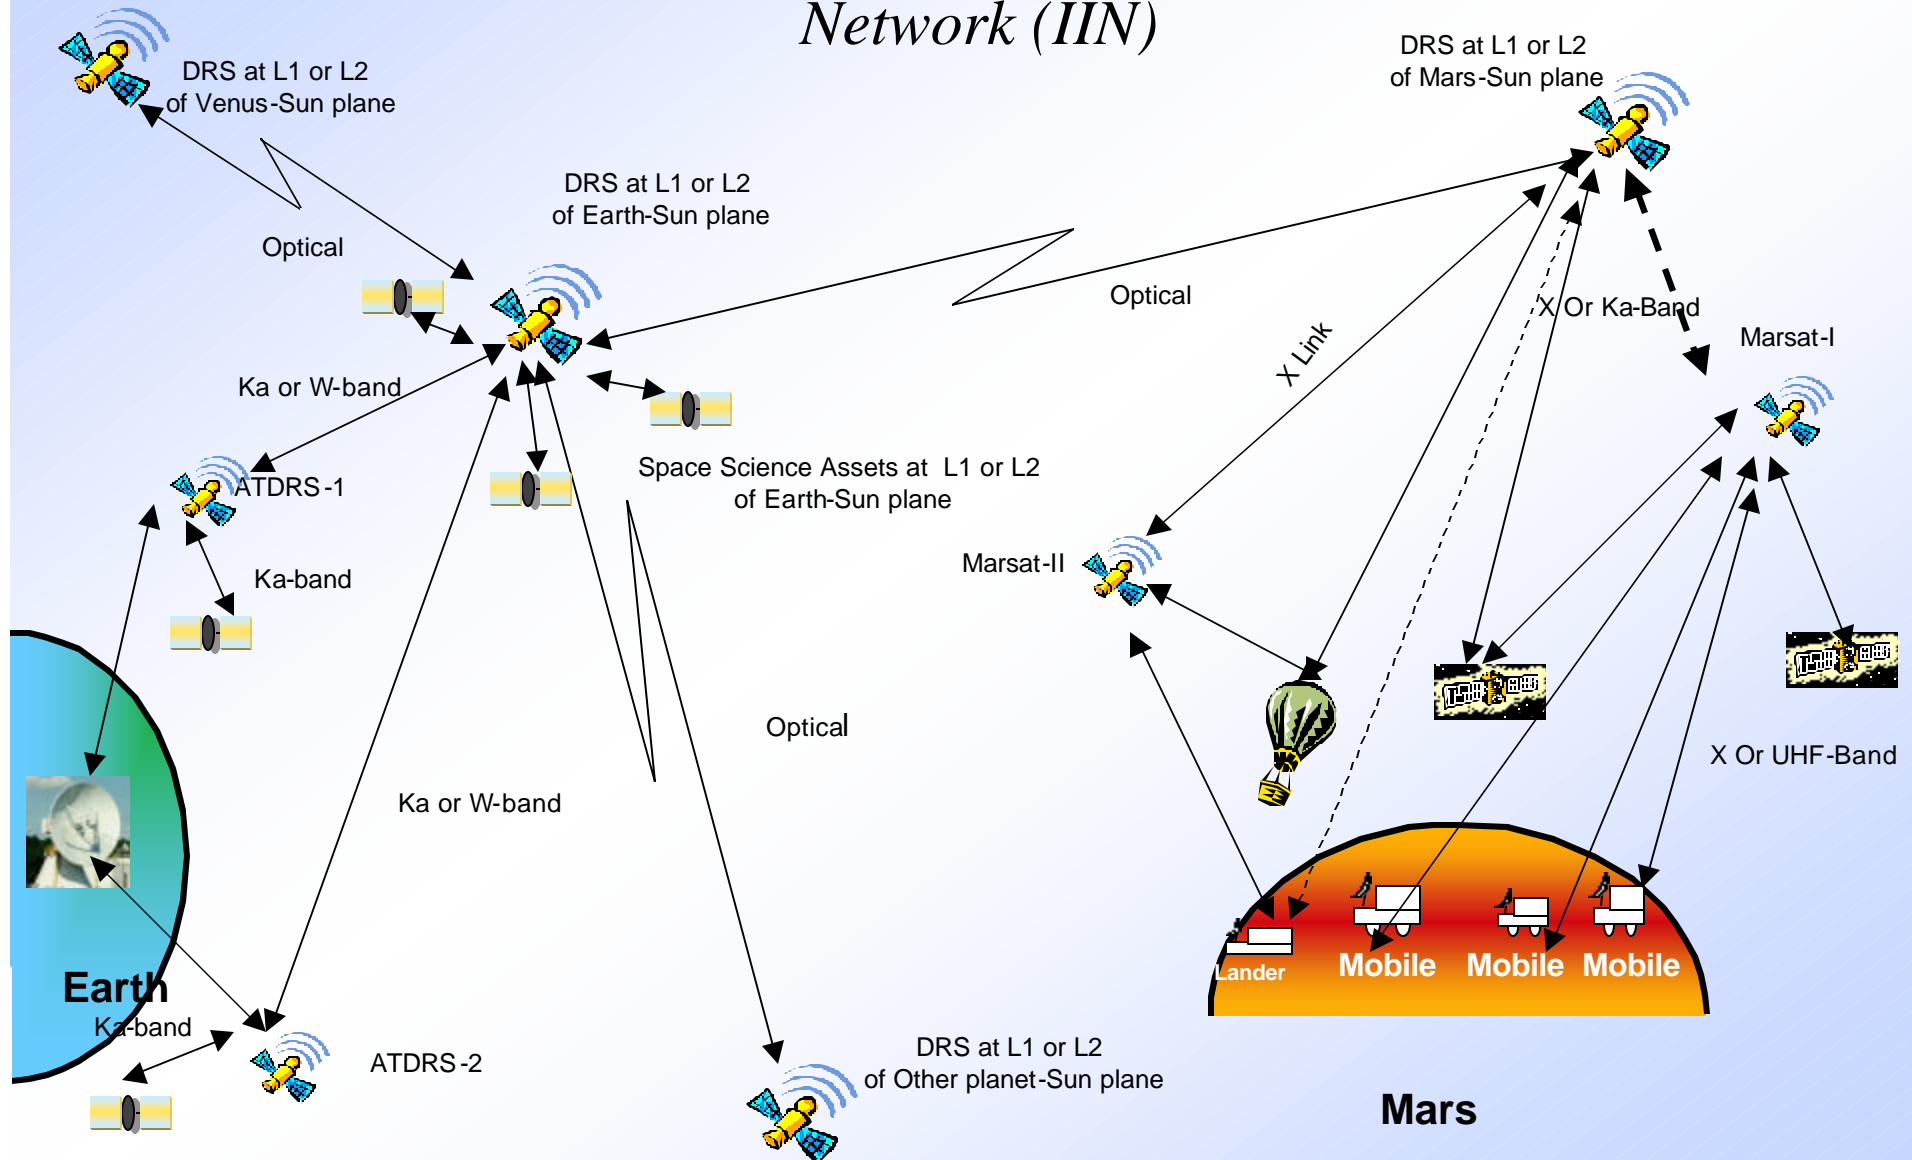 Network (IIN)
DRS at L1 or L2
of Venus-Sun plane
DRS at L1 or L2
of Mars-Sun plane
DRS at L1 or L2
of Earth-Sun plane
Optical
Optical
X Or Ka-Band
X Link
Marsat-I
Ka or W-band
ATDRS-1
Space Science Assets at L1 or L2
of Earth-Sun plane
Marsat-II
Ka-band
Optical
X Or UHF-Band
Ka or W-band
Earth
Lander
Mobile
Mobile
Mobile
Ka-band
ATDRS-2
DRS at L1 or L2
of Other planet-Sun plane
Mars